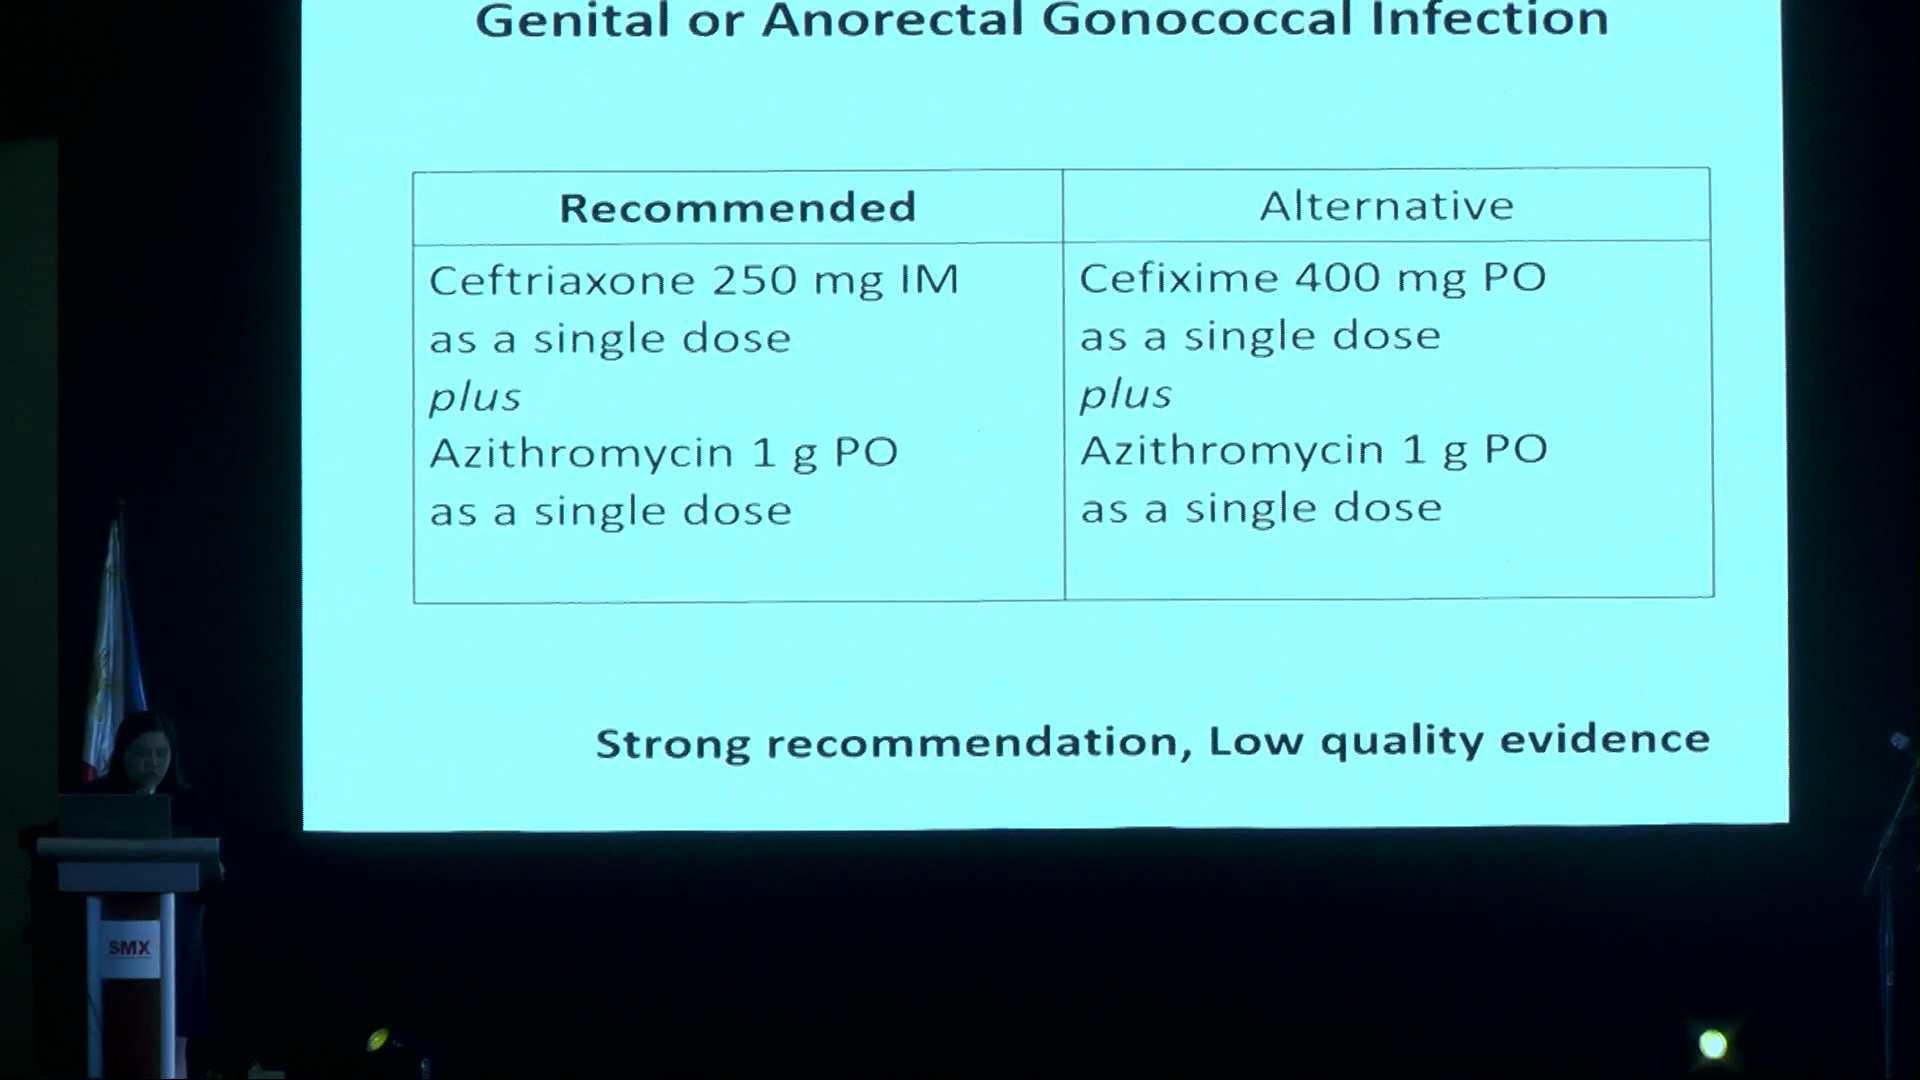 Genital or Anorectal Gonococcal Infection
Recommended
Alternative
Ceftriaxone 250 mg IM
as a single dose
plus
Azithromycin 1 g PO
as a single dose
Cefixime 400 mg PO
as a single dose
plus
Azithromycin 1 g PO
as a single dose
Strong recommendation, Low quality evidence
SMX